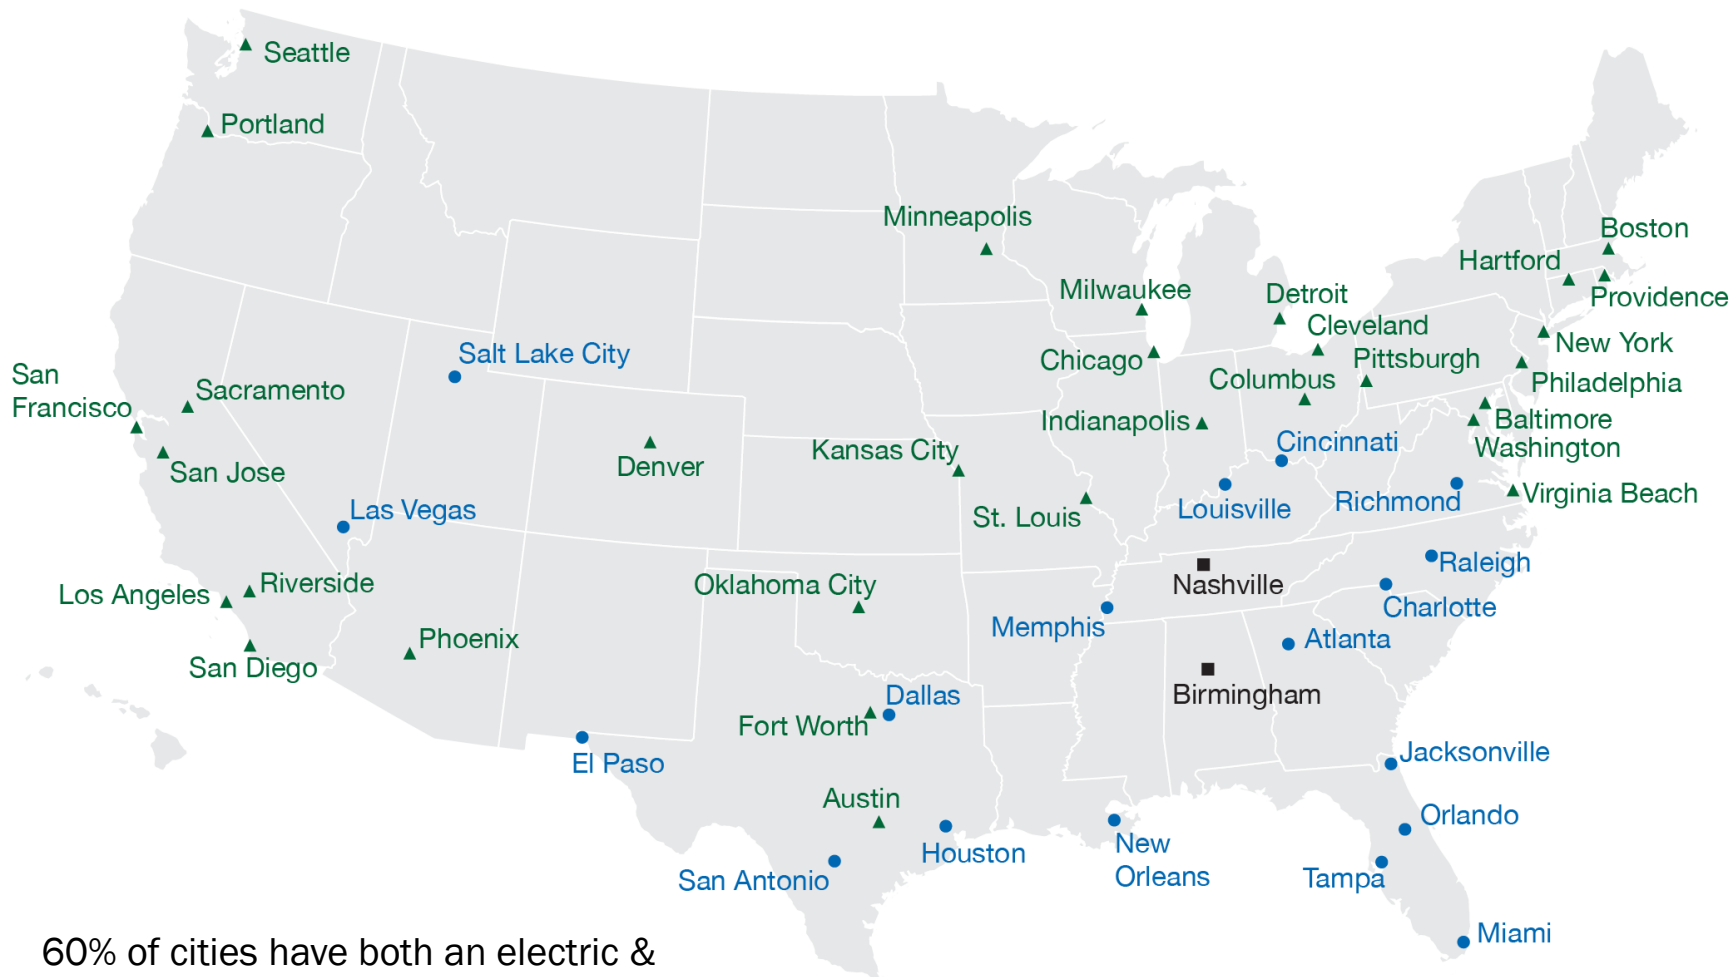 Seattle
Portland
Minneapolis
Boston
Hartford
Milwaukee
Detroit
Providence
Cleveland
New York
Salt Lake City
Chicago
Pittsburgh
San
Francisco
Sacramento
Columbus
Philadelphia
Indianapolis
Baltimore
Cincinnati
Kansas City
Washington
Denver
San Jose
Las Vegas
Louisville
Richmond
Virginia Beach
St. Louis
Raleigh
Los Angeles
Riverside
Oklahoma City
Nashville
Charlotte
Memphis
Phoenix
Atlanta
San Diego
Dallas
Birmingham
Fort Worth
El Paso
Jacksonville
Austin
Orlando
Houston
New
Orleans
San Antonio
Tampa
Miami
60% of cities have both an electric &